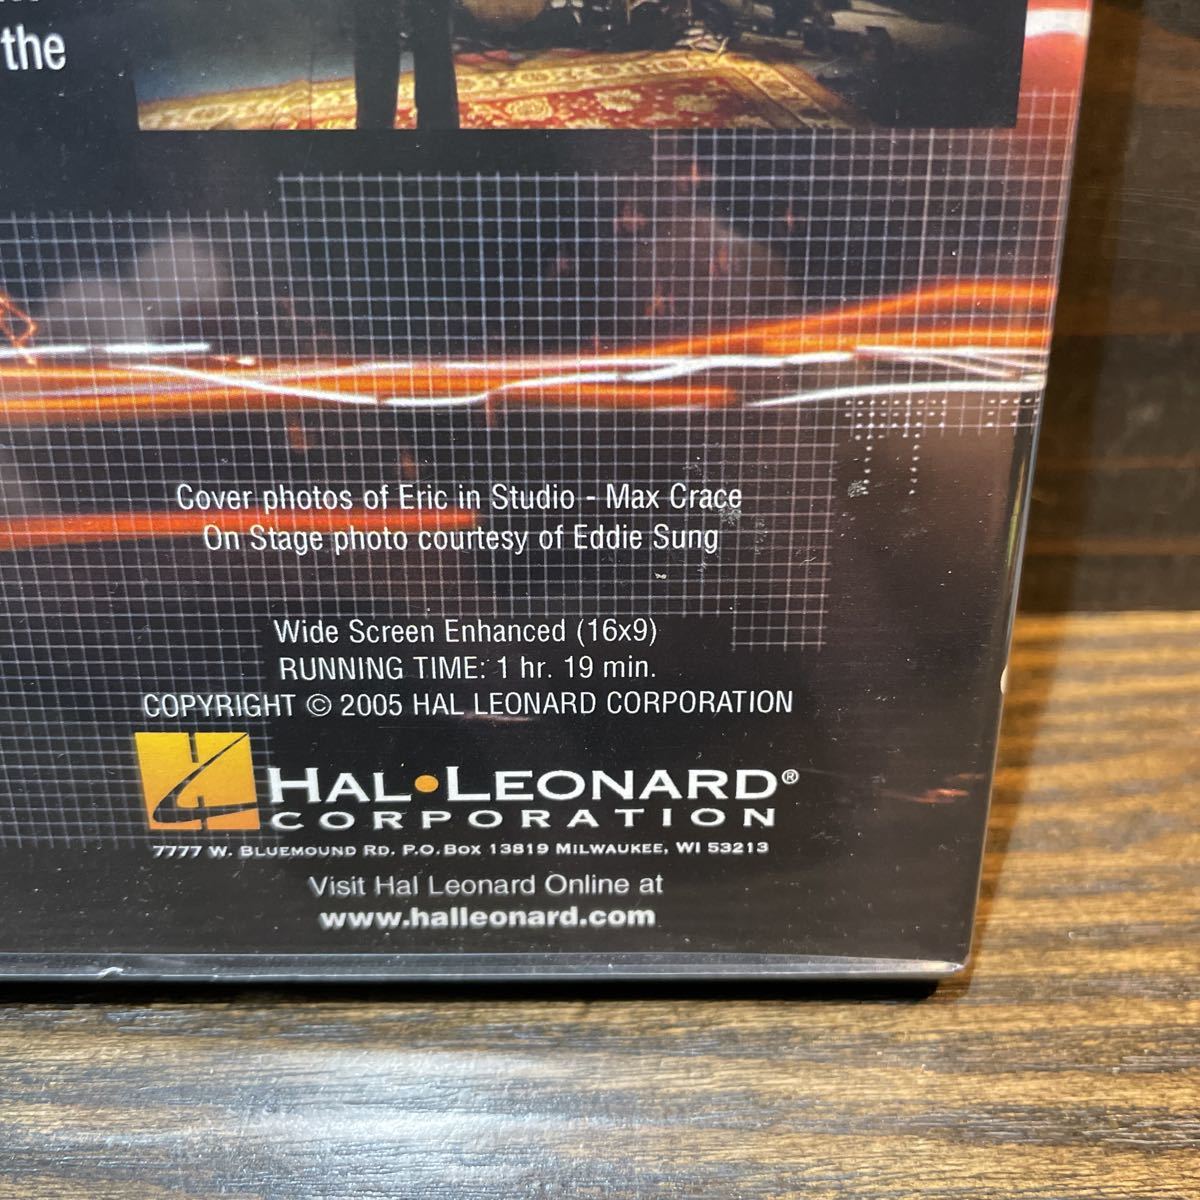 the
Cover photos of Eric in Studio - Max Crace
On Stage photo courtesy of Eddie Sung
Wide Screen Enhanced (16x9)
RUNNING TIME: 1 hr. 19 min.
COPYRIGHT © 2005 HAL LEONARD CORPORATION
HAL•LEONARD®
CORPORATION
7777 W. BLUEMOUND RD. P.O. BOX 13819 MILWAUKEE, WI 53213
Visit Hal Leonard Online at
www.halleonard.com